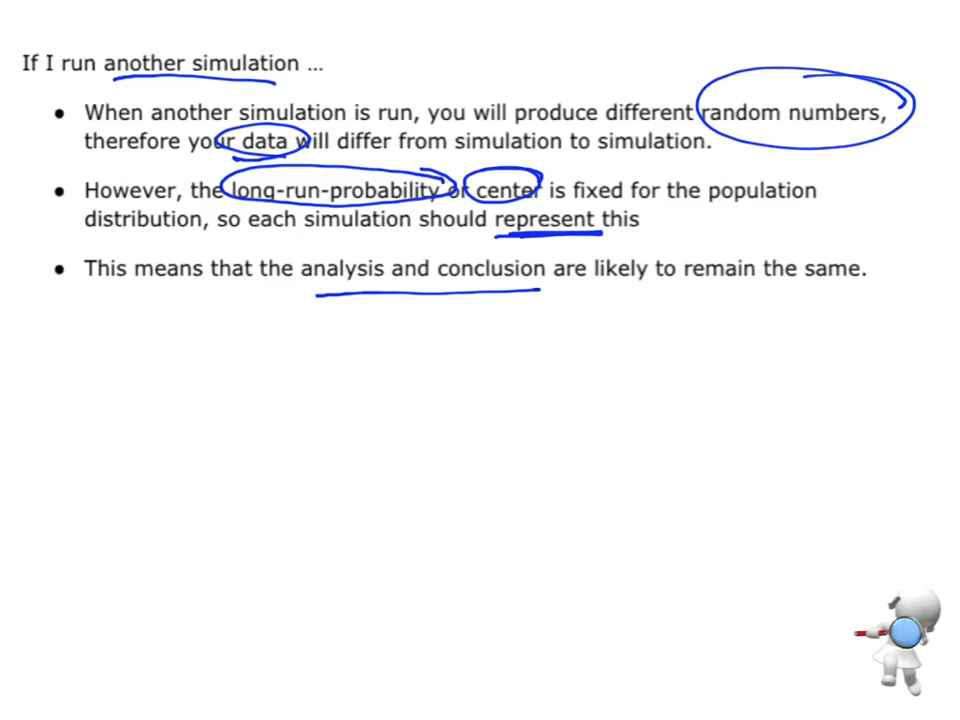 If I run another simulation ...
● When another simulation is run, you will produce different random numbers,
therefore your data will differ from simulation to simulation.
● However, the long-run-probability or center is fixed for the population
distribution, so each simulation should represent this
● This means that the analysis and conclusion are likely to remain the same.